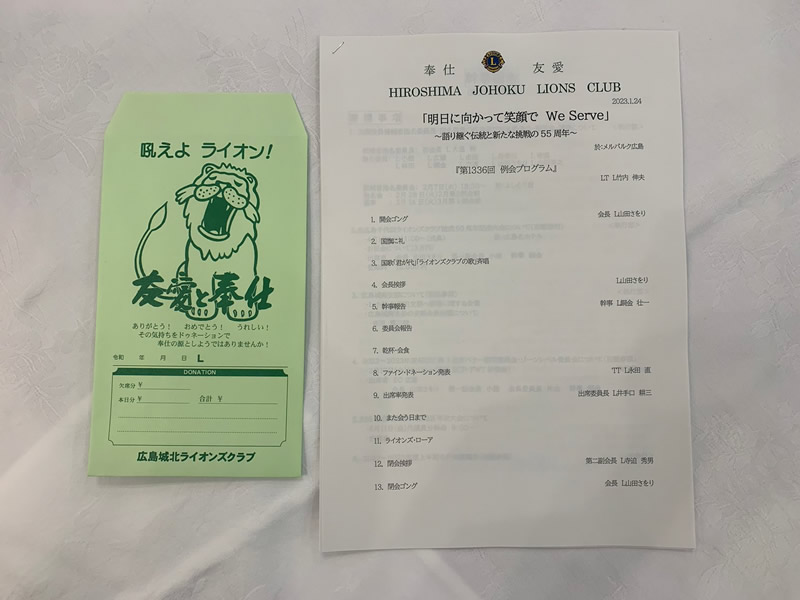 吼えよ ライオン!
友愛と奉仕
ありがとう! おめでとう! うれしい!
その気持ちをドゥネーションで
奉仕の源としようではありませんか!
令和 年 月 日 L
DONATION
欠席分 ¥
本日分 ¥ 合計 ¥
広島城北ライオンズクラブ
奉仕 L 友愛
HIROSHIMA JOHOKU LIONS CLUB
2023.1.24
「明日に向かって笑顔で We Serve」
~語り継ぐ伝統と新たな挑戦の55周年~
於:メルパルク広島
『第1336回 例会プログラム』
LT L竹内 伸夫
1. 開会ゴング 会長 L山田さをり
2. 国旗に礼
3. 国歌「君が代」「ライオンズクラブの歌」斉唱
4. 会長挨拶 L山田さをり
5. 幹事報告 幹事 L 壮一
6. 委員会報告
7. 乾杯・会食
8. ファイン・ドネーション発表 TT L永田 直
9. 出席率発表 出席委員長 L井手口 耕三
10. また会う日まで
11. ライオンズ・ローア
12. 閉会挨拶 第二副会長 L寺迫 秀男
13. 閉会ゴング 会長 L山田さをり